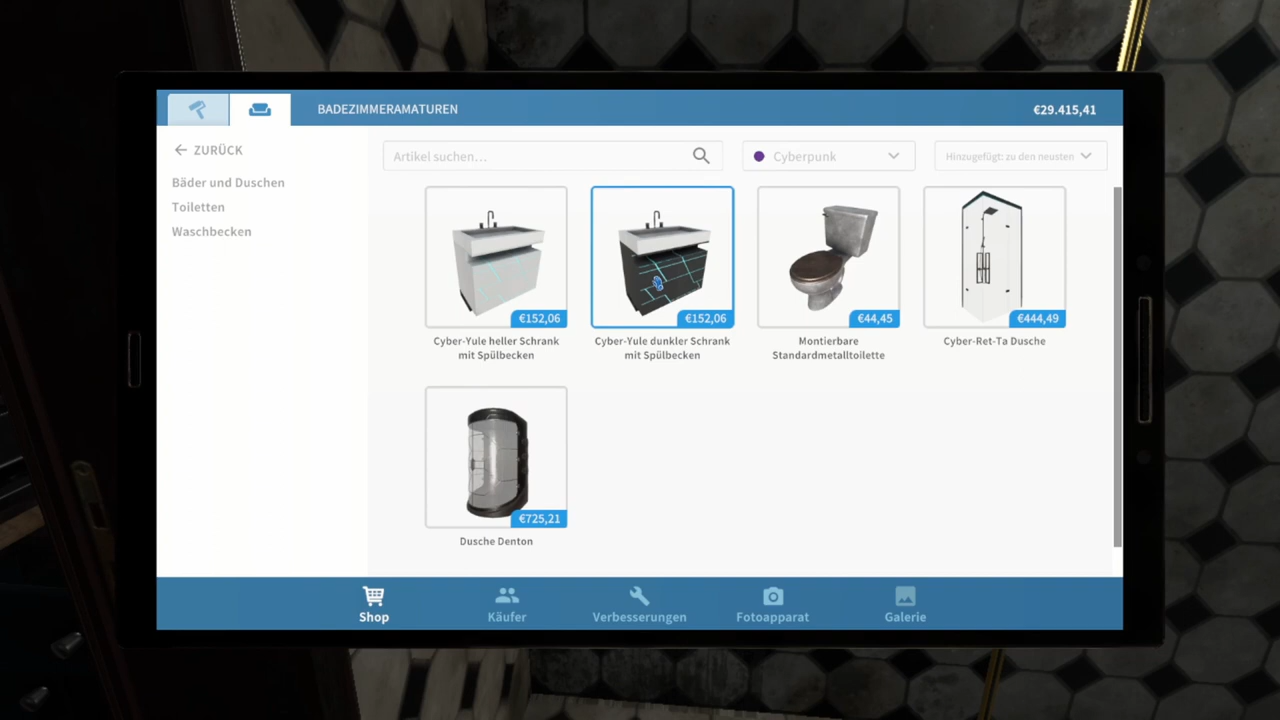 BADEZIMMERAMATUREN
€29.415,41
ZURÜCK
Bäder und Duschen
Toiletten
Waschbecken
Artikel suchen...
Cyberpunk
Hinzugefügt: zu den neusten
€152,06
€152,06
€44,45
€444,49
Cyber-Yule heller Schrank
mit Spülbecken
Cyber-Yule dunkler Schrank
mit Spülbecken
Montierbare
Standardmetalltoilette
Cyber-Ret-Ta Dusche
€725,21
Dusche Denton
Shop
Käufer
Verbesserungen
Fotoapparat
Galerie